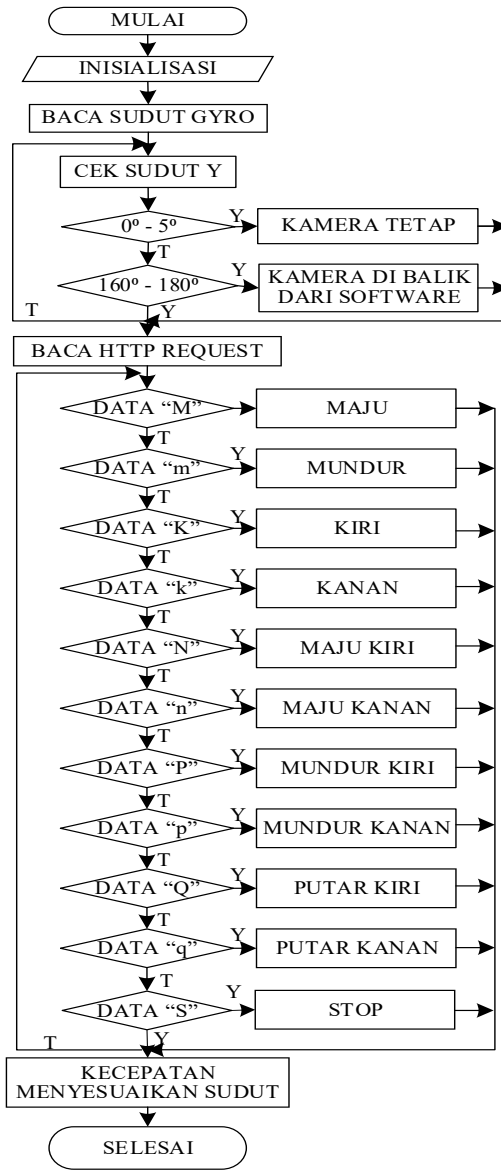 MULAI
INISIALISASI
BACA SUDUT GYRO
CEK SUDUT Y
0º - 5º
Y
KAMERA TETAP
T
160º - 180º
Y
KAMERA DI BALIK
DARI SOFTWARE
T
Y
BACA HTTP REQUEST
DATA “M”
MAJU
T
DATA “m”
Y
MUNDUR
T
DATA “K”
Y
KIRI
T
DATA “k”
Y
KANAN
T
DATA “N”
Y
MAJU KIRI
T
DATA “n”
Y
MAJU KANAN
T
DATA “P”
Y
MUNDUR KIRI
T
DATA “p”
Y
MUNDUR KANAN
T
DATA “Q”
Y
PUTAR KIRI
T
DATA “q”
Y
PUTAR KANAN
T
DATA “S”
Y
STOP
T
Y
KECEPATAN
MENYESUAIKAN SUDUT
SELESAI